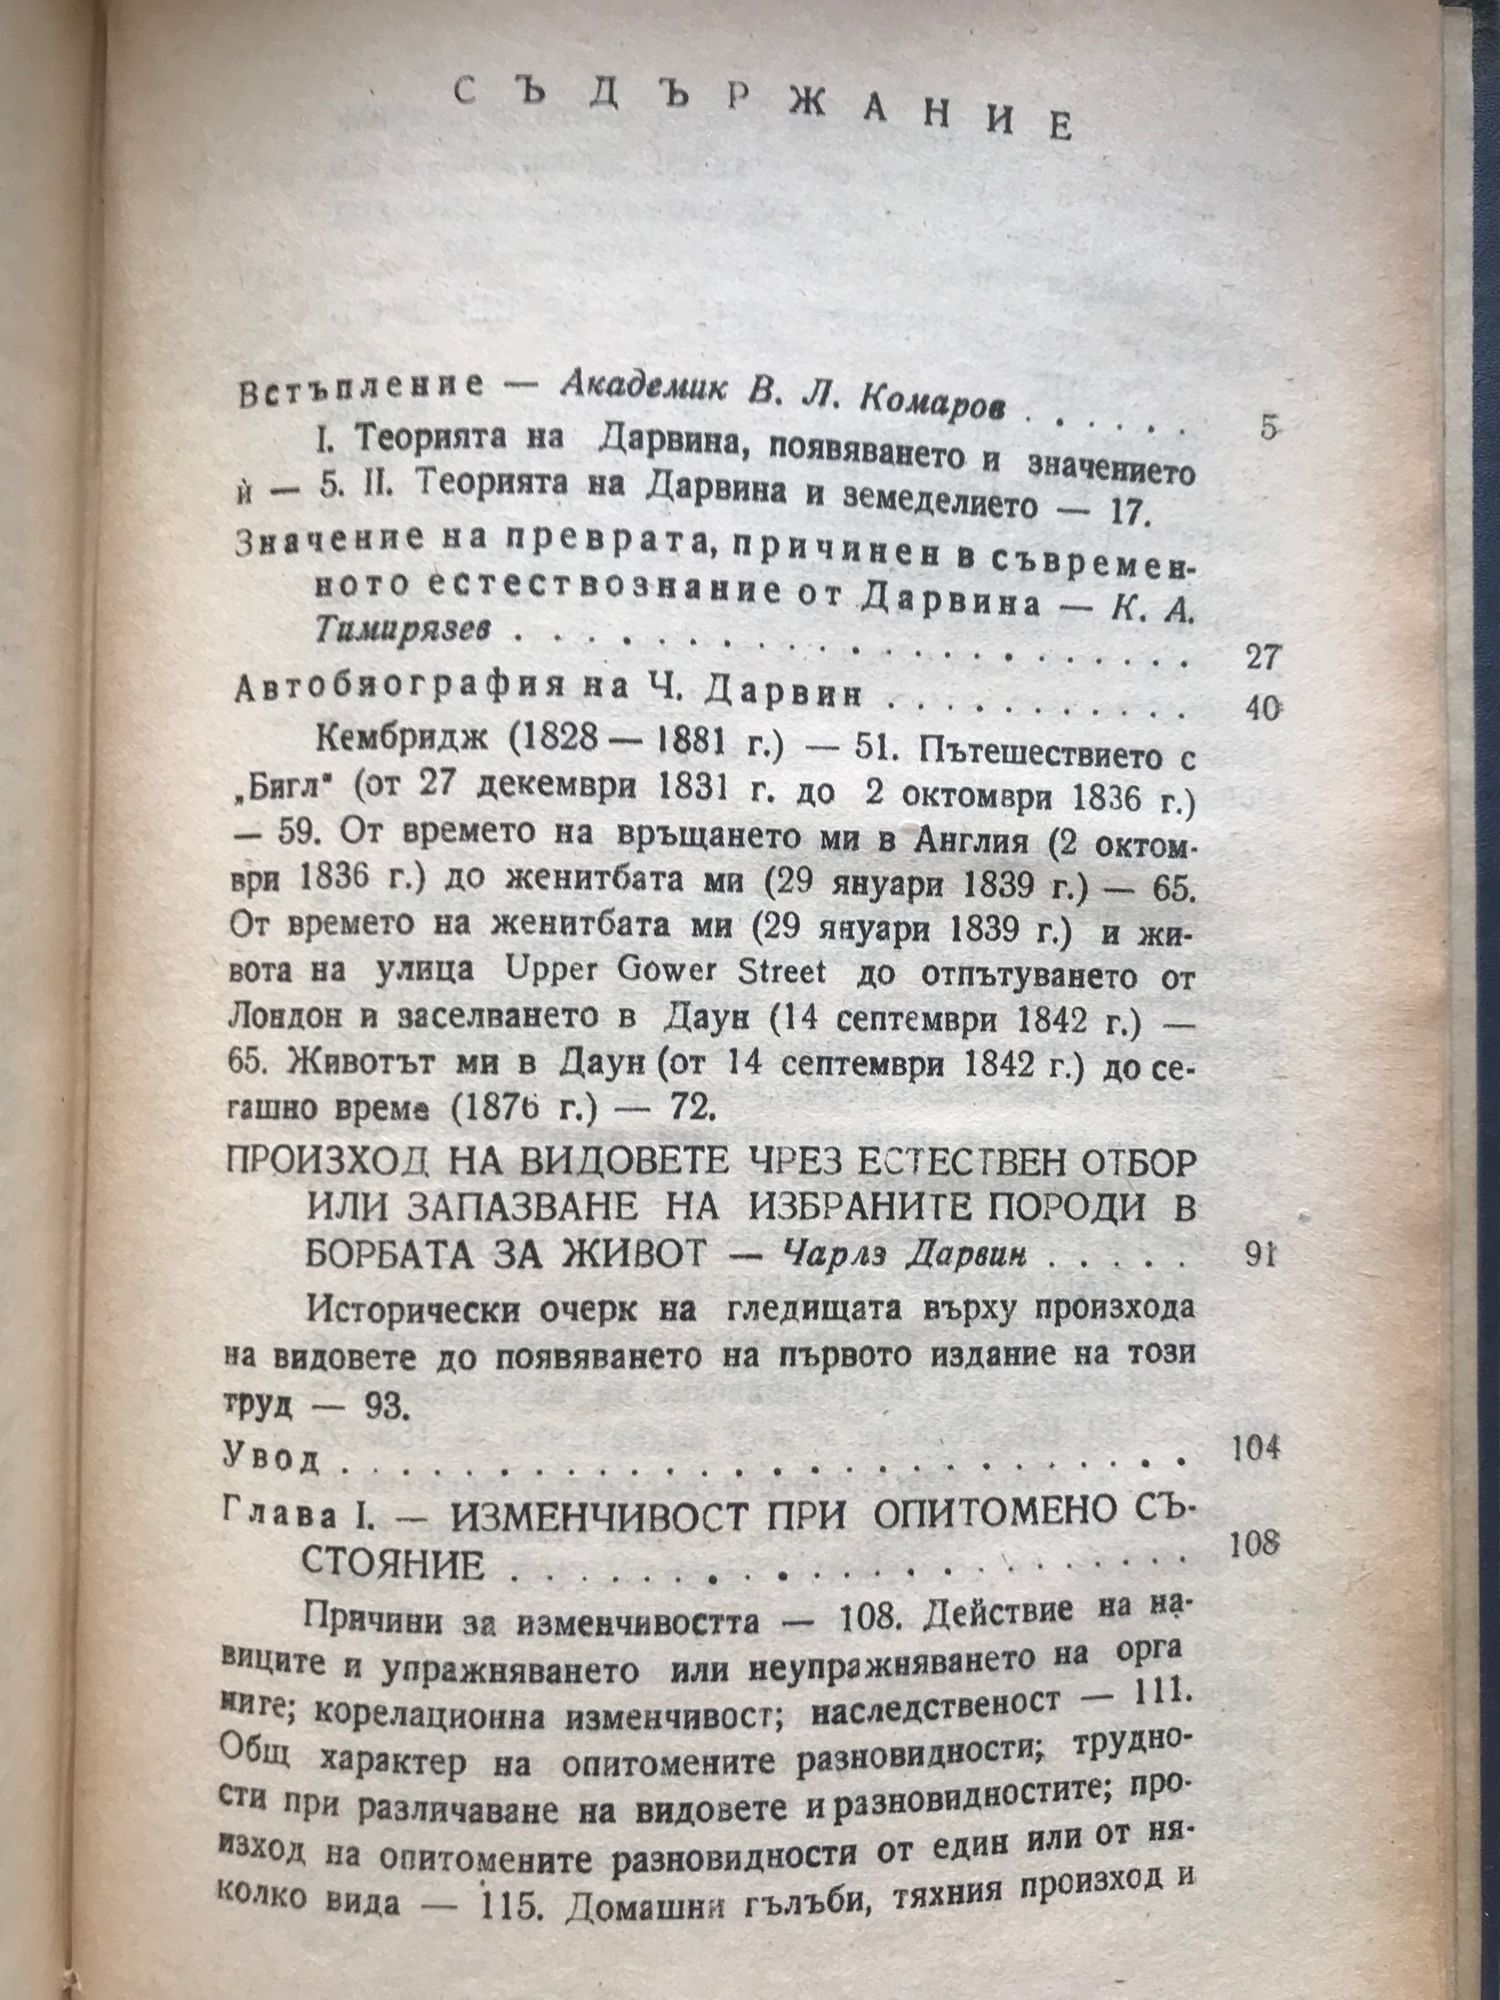 СЪДЪРЖАНИЕ
Встъпление — Академик В. Л. Комаров . . . . . . 5
I. Теорията на Дарвина, появяването и значението
ѝ — 5. II. Теорията на Дарвина и земеделието — 17.
Значение на преврата, причинен в съвремен-
ното естествознание от Дарвина — К. А.
Тимирязев . . . . . . . . . . . . . . . . . . . 27
Автобиография на Ч. Дарвин . . . . . . . . . . . 40
Кембридж (1828 — 1881 г.) — 51. Пътешествието с
„Бигл“ (от 27 декември 1831 г. до 2 октомври 1836 г.)
— 59. От времето на връщането ми в Англия (2 октом-
ври 1836 г.) до женитбата ми (29 януари 1839 г.) — 65.
От времето на женитбата ми (29 януари 1839 г.) и жи-
вота на улица Upper Gower Street до отпътуването от
Лондон и заселването в Даун (14 септември 1842 г.) —
65. Животът ми в Даун (от 14 септември 1842 г.) до се-
гашно време (1876 г.) — 72.
ПРОИЗХОД НА ВИДОВЕТЕ ЧРЕЗ ЕСТЕСТВЕН ОТБОР
ИЛИ ЗАПАЗВАНЕ НА ИЗБРАНИТЕ ПОРОДИ В
БОРБАТА ЗА ЖИВОТ — Чарлз Дарвин . . . . . 91
Исторически очерк на гледищата върху произхода
на видовете до появяването на първото издание на този
труд — 93.
Увод . . . . . . . . . . . . . . . . . . . . . . . 104
Глава I. — ИЗМЕНЧИВОСТ ПРИ ОПИТОМЕНО СЪ-
СТОЯНИЕ . . . . . . . . . . . . . . . . . . 108
Причини за изменчивостта — 108. Действие на на-
виците и упражняването или неупражняването на орга
ните; корелационна изменчивост; наследственост — 111.
Общ характер на опитомените разновидности; трудно-
сти при различаване на видовете и разновидностите; про-
изход на опитомените разновидности от един или от ня-
колко вида — 115. Домашни гълъби, тяхния произход и